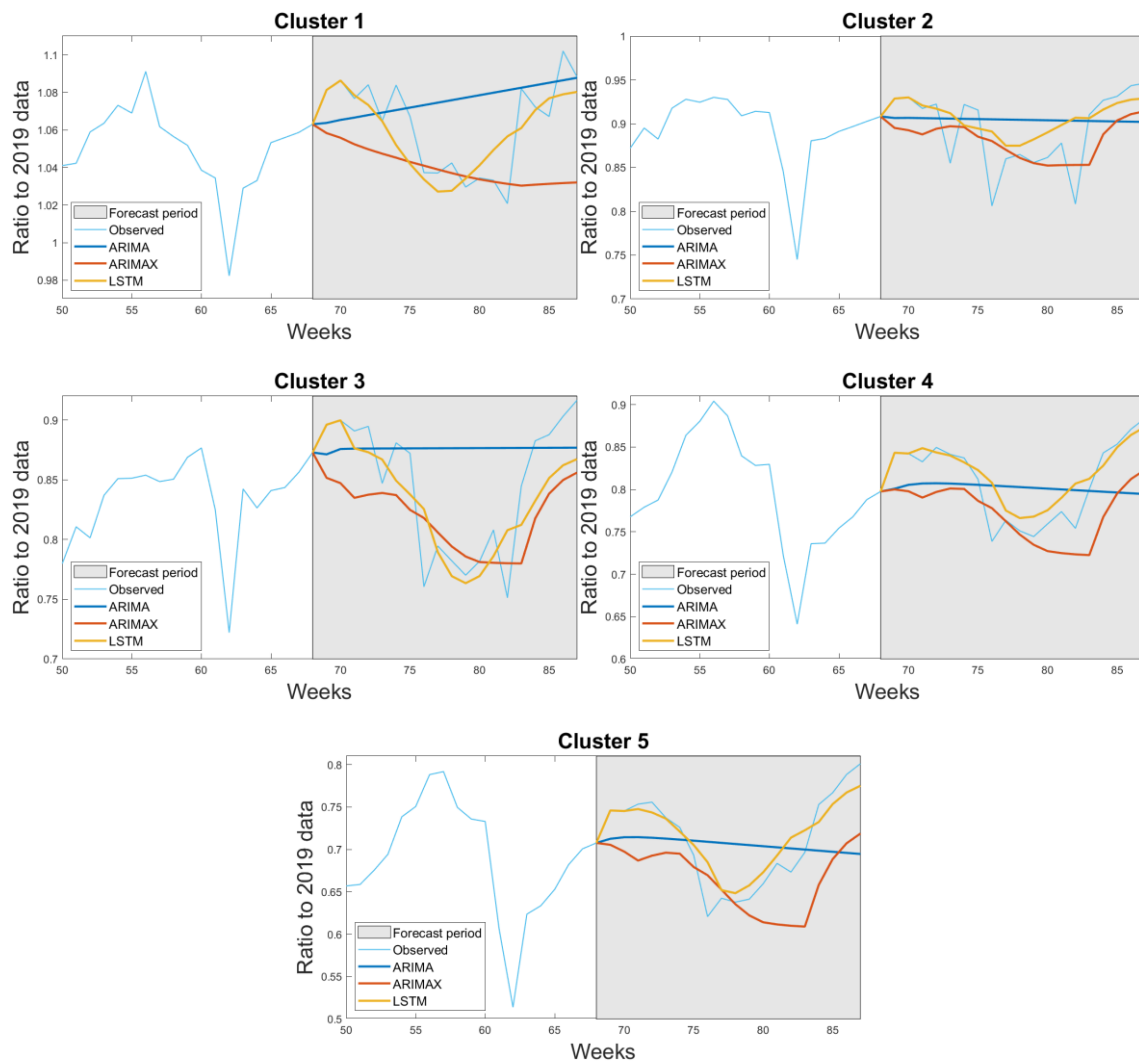 Cluster 1
Ratio to 2019 data
1.1
1.08
1.06
1.04
1.02
1
0.98
Forecast period
Observed
ARIMA
ARIMAX
LSTM
50 55 60 65 70 75 80 85
Weeks
Cluster 2
Ratio to 2019 data
1
0.95
0.9
0.85
0.8
0.75
0.7
Forecast period
Observed
ARIMA
ARIMAX
LSTM
50 55 60 65 70 75 80 85
Weeks
Cluster 3
Ratio to 2019 data
0.9
0.85
0.8
0.75
0.7
Forecast period
Observed
ARIMA
ARIMAX
LSTM
50 55 60 65 70 75 80 85
Weeks
Cluster 4
Ratio to 2019 data
0.9
0.85
0.8
0.75
0.7
0.65
0.6
Forecast period
Observed
ARIMA
ARIMAX
LSTM
50 55 60 65 70 75 80 85
Weeks
Cluster 5
Ratio to 2019 data
0.8
0.75
0.7
0.65
0.6
0.55
0.5
Forecast period
Observed
ARIMA
ARIMAX
LSTM
50 55 60 65 70 75 80 85
Weeks